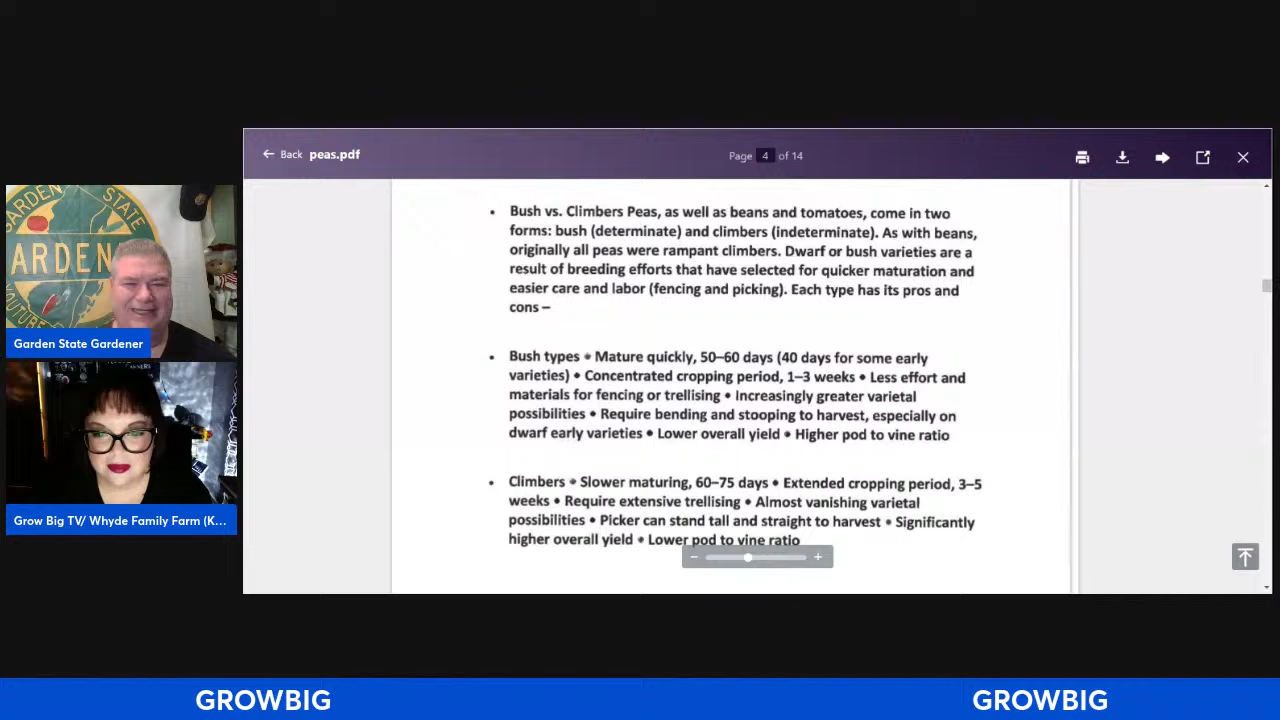 ← Back peas.pdf
Page 4 of 14
GARDEN STATE
ARDEN
YOUTUBE
Garden State Gardener
Grow Big TV/ Whyde Family Farm (K...
• Bush vs. Climbers Peas, as well as beans and tomatoes, come in two
forms: bush (determinate) and climbers (indeterminate). As with beans,
originally all peas were rampant climbers. Dwarf or bush varieties are a
result of breeding efforts that have selected for quicker maturation and
easier care and labor (fencing and picking). Each type has its pros and
cons –
• Bush types • Mature quickly, 50–60 days (40 days for some early
varieties) • Concentrated cropping period, 1–3 weeks • Less effort and
materials for fencing or trellising • Increasingly greater varietal
possibilities • Require bending and stooping to harvest, especially on
dwarf early varieties • Lower overall yield • Higher pod to vine ratio
• Climbers • Slower maturing, 60–75 days • Extended cropping period, 3–5
weeks • Require extensive trellising • Almost vanishing varietal
possibilities • Picker can stand tall and straight to harvest • Significantly
higher overall yield • Lower pod to vine ratio
GROWBIG
GROWBIG